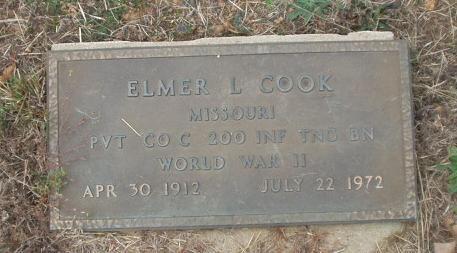 ELMER L COOK
MISSOURI
PVT CO C 200 INF TNG BN
WORLD WAR II
APR 30 1912 JULY 22 1972